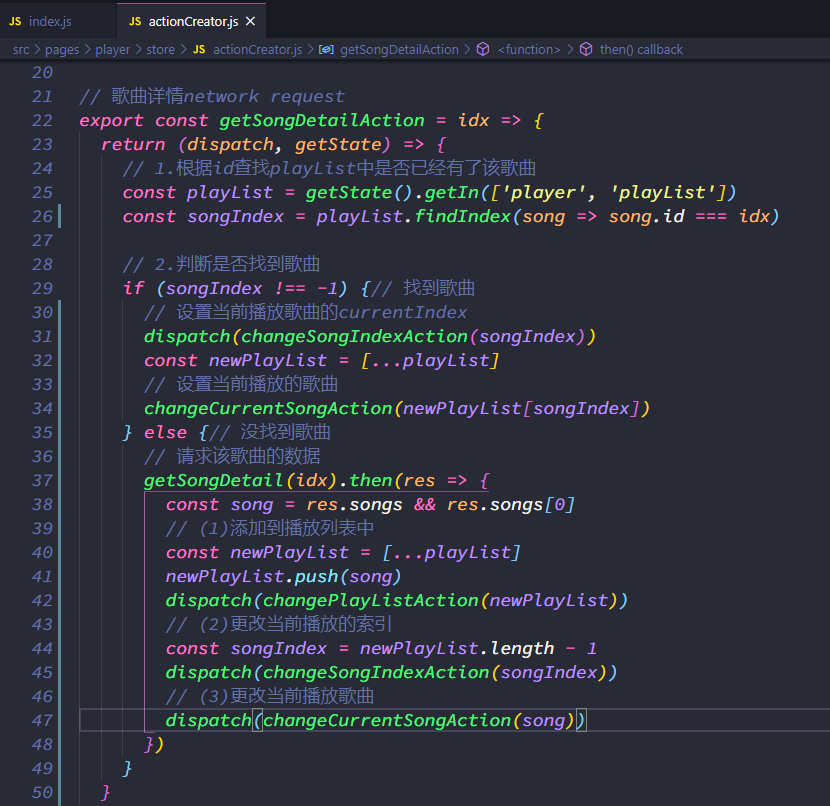 JS index.js JS actionCreator.js ×
src > pages > player > store > JS actionCreator.js > getSongDetailAction > <function> > then() callback
20
21 // 歌曲详情network request
22 export const getSongDetailAction = idx => {
23 return (dispatch, getState) => {
24 // 1.根据id查找playList中是否已经有了该歌曲
25 const playList = getState().getIn(['player', 'playList'])
26 const songIndex = playList.findIndex(song => song.id === idx)
27
28 // 2.判断是否找到歌曲
29 if (songIndex !== -1) {// 找到歌曲
30 // 设置当前播放歌曲的currentIndex
31 dispatch(changeSongIndexAction(songIndex))
32 const newPlayList = [...playList]
33 // 设置当前播放的歌曲
34 changeCurrentSongAction(newPlayList[songIndex])
35 } else {// 没找到歌曲
36 // 请求该歌曲的数据
37 getSongDetail(idx).then(res => {
38 const song = res.songs && res.songs[0]
39 // (1)添加到播放列表中
40 const newPlayList = [...playList]
41 newPlayList.push(song)
42 dispatch(changePlayListAction(newPlayList))
43 // (2)更改当前播放的索引
44 const songIndex = newPlayList.length - 1
45 dispatch(changeSongIndexAction(songIndex))
46 // (3)更改当前播放歌曲
47 dispatch(changeCurrentSongAction(song))
48 })
49 }
50 }